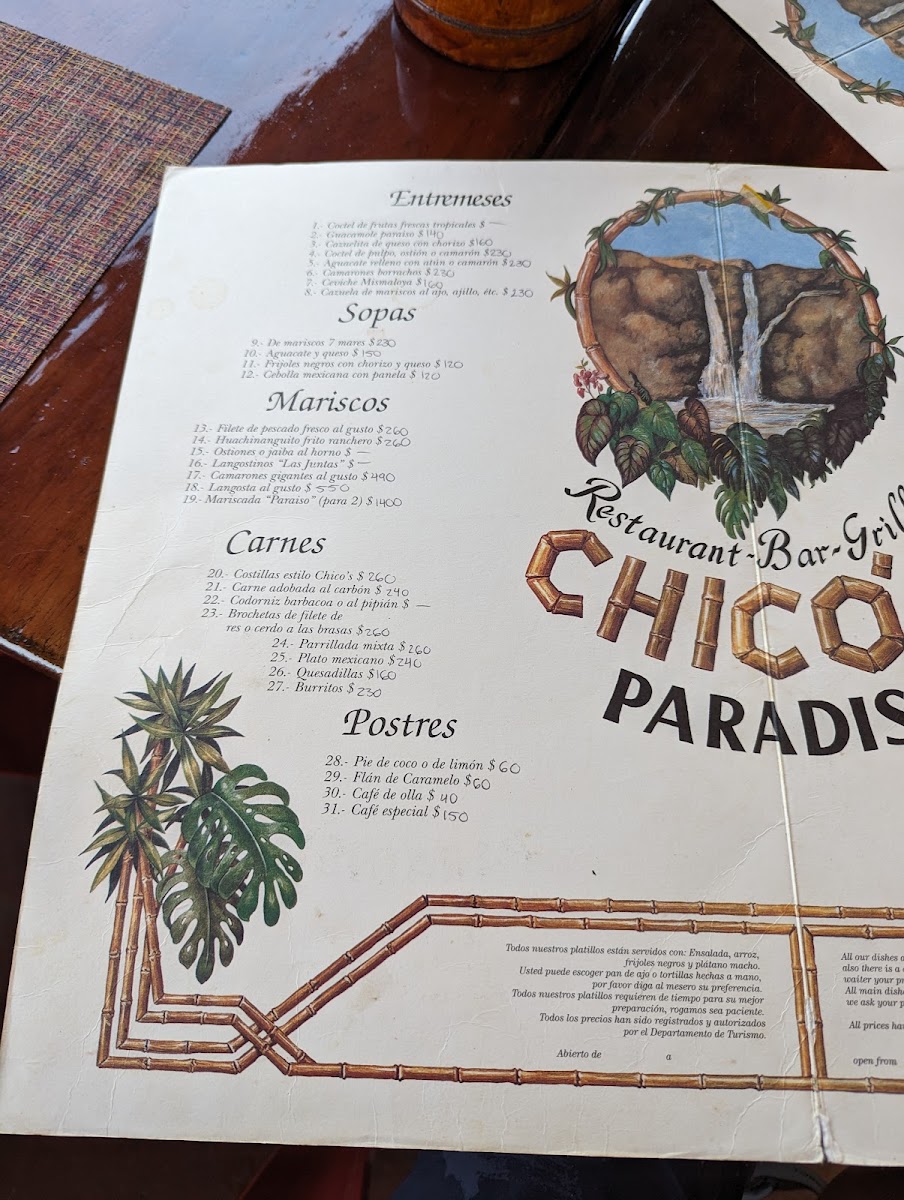 Entremeses
1.- Coctel de frutas frescas tropicales $ —
2.- Guacamole paraiso $ 140
3.- Cazuelita de queso con chorizo $ 160
4.- Coctel de pulpo, ostión o camarón $ 230
5.- Aguacate relleno con atún o camarón $ 230
6.- Camarones borrachos $ 230
7.- Ceviche Mismaloya $ 160
8.- Cazuela de mariscos al ajo, ajillo, étc. $ 230
Sopas
9.- De mariscos 7 mares $ 230
10.- Aguacate y queso $ 150
11.- Frijoles negros con chorizo y queso $ 120
12.- Cebolla mexicana con panela $ 120
Mariscos
13.- Filete de pescado fresco al gusto $ 260
14.- Huachinanguito frito ranchero $ 260
15.- Ostiones o jaiba al horno $ —
16.- Langostinos "Las Juntas" $ —
17.- Camarones gigantes al gusto $ 490
18.- Langosta al gusto $ 550
19.- Mariscada "Paraiso" (para 2) $ 1400
Carnes
20.- Costillas estilo Chico's $ 260
21.- Carne adobada al carbón $ 240
22.- Codorniz barbacoa o al pipián $ —
23.- Brochetas de filete de
res o cerdo a las brasas $ 260
24.- Parrillada mixta $ 260
25.- Plato mexicano $ 240
26.- Quesadillas $ 160
27.- Burritos $ 230
Postres
28.- Pie de coco o de limón $ 60
29.- Flán de Caramelo $ 60
30.- Café de olla $ 40
31.- Café especial $ 150
Restaurant-Bar-Grill
CHICO'
PARADIS
Todos nuestros platillos están servidos con: Ensalada, arroz,
frijoles negros y plátano macho.
Usted puede escoger pan de ajo o tortillas hechas a mano,
por favor diga al mesero su preferencia.
Todos nuestros platillos requieren de tiempo para su mejor
preparación, rogamos sea paciente.
Todos los precios han sido registrados y autorizados
por el Departamento de Turismo.
Abierto de a
All our dishes
also there is a
waiter your
All main
we ask your
All prices
open from